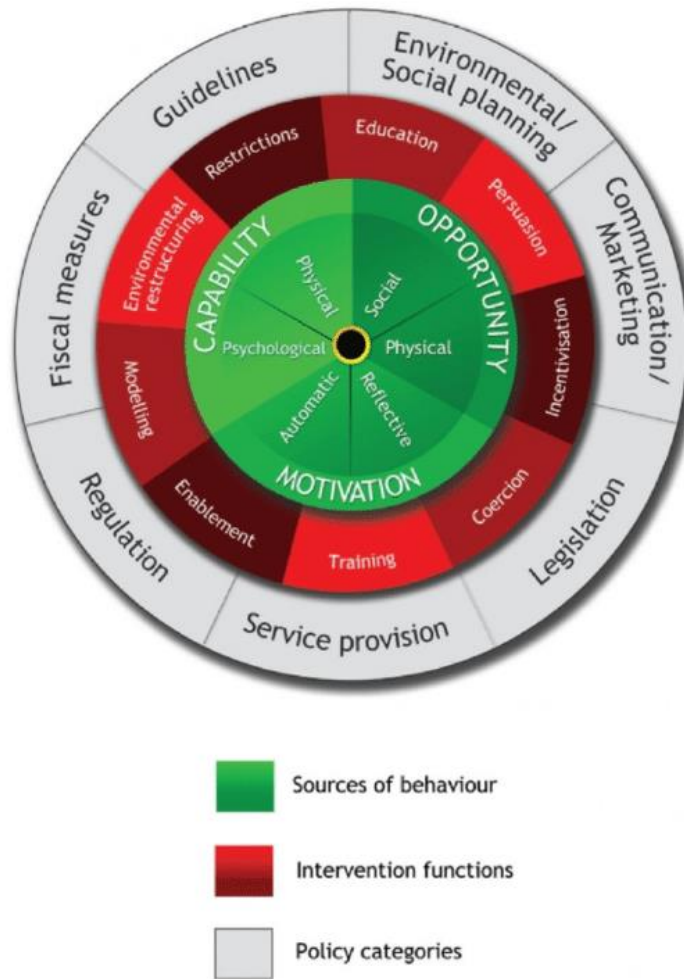 Guidelines
Environmental/
Social planning
Communication/
Marketing
Legislation
Service provision
Regulation
Fiscal measures
Restrictions
Education
Persuasion
Incentivisation
Coercion
Training
Enablement
Modelling
Environmental
restructuring
CAPABILITY
OPPORTUNITY
MOTIVATION
Physical
Social
Psychological
Physical
Automatic
Reflective
Sources of behaviour
Intervention functions
Policy categories